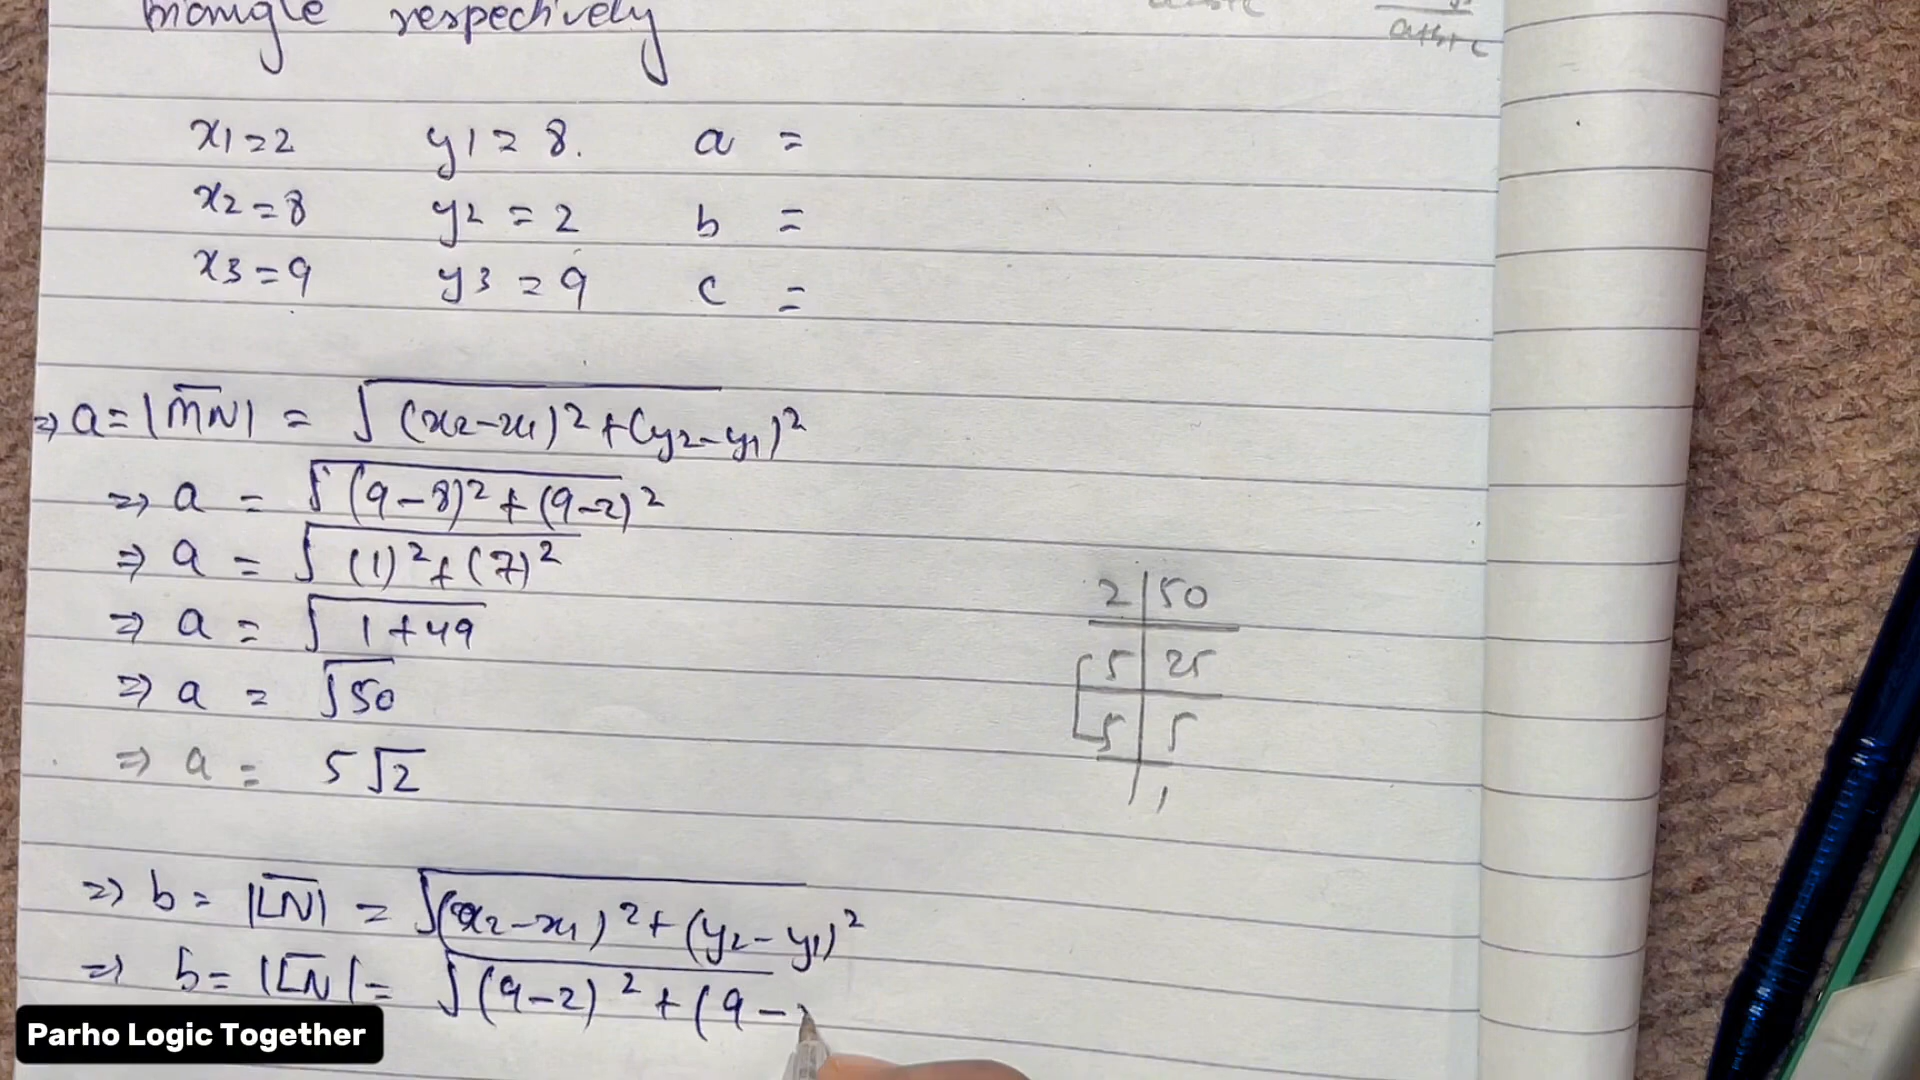 triangle respectively
a+b+c
x1=2 y1=8. a =
x2=8 y2=2 b =
x3=9 y3=9 c =
⇒ a=|MN| = √(x2-x1)²+(y2-y1)²
⇒ a = √(9-8)²+(9-2)²
⇒ a = √(1)²+(7)²
⇒ a = √1+49
⇒ a = √50
⇒ a = 5√2
2|50
5|25
5|5
1
⇒ b = |LN| = √(x2-x1)²+(y2-y1)²
⇒ b = |LN| = √(9-2)²+(9-
Parho Logic Together